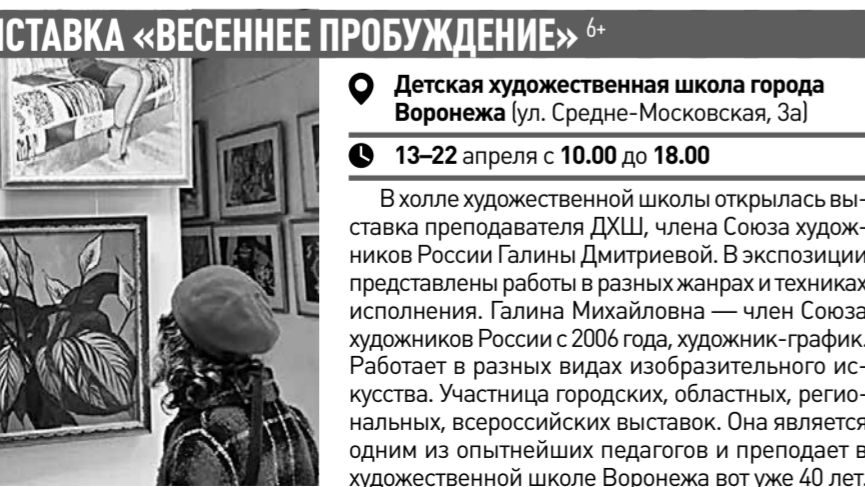 ВЫСТАВКА «ВЕСЕННЕЕ ПРОБУЖДЕНИЕ» 6+
Детская художественная школа города
Воронежа (ул. Средне-Московская, 3а)
13–22 апреля с 10.00 до 18.00
В холле художественной школы открылась вы-
ставка преподавателя ДХШ, члена Союза худож-
ников России Галины Дмитриевой. В экспозиции
представлены работы в разных жанрах и техниках
исполнения. Галина Михайловна — член Союза
художников России с 2006 года, художник-график.
Работает в разных видах изобразительного ис-
кусства. Участница городских, областных, регио-
нальных, всероссийских выставок. Она является
одним из опытнейших педагогов и преподает в
художественной школе Воронежа вот уже 40 лет.